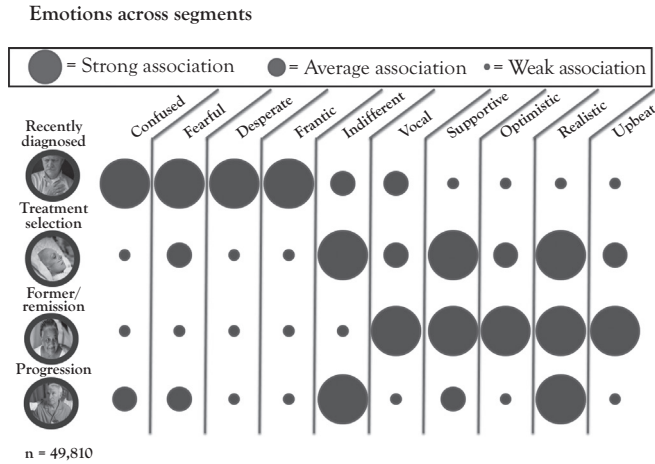 Emotions across segments
= Strong association = Average association = Weak association
Confused
Fearful
Desperate
Frantic
Indifferent
Vocal
Supportive
Optimistic
Realistic
Upbeat
Recently
diagnosed
Treatment
selection
Former/
remission
Progression
n = 49,810